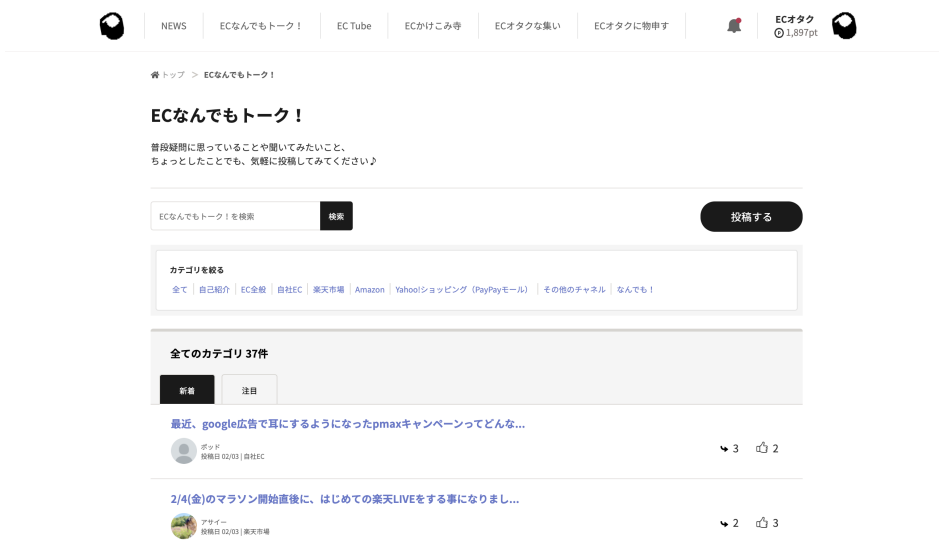 NEWS
ECなんでもトーク！
EC Tube
ECかけこみ寺
ECオタクな集い
ECオタクに物申す
ECオタク
P 1,897pt
トップ > ECなんでもトーク！
ECなんでもトーク！
普段疑問に思っていることや聞いてみたいこと、
ちょっとしたことでも、気軽に投稿してみてください♪
ECなんでもトーク！を検索
検索
投稿する
カテゴリを絞る
全て | 自己紹介 | EC全般 | 自社EC | 楽天市場 | Amazon | Yahoo!ショッピング（PayPayモール） | その他のチャネル | なんでも！
全てのカテゴリ 37件
新着
注目
最近、google広告で耳にするようになったpmaxキャンペーンってどんな...
ポッド
投稿日 02/03 | 自社EC
3
2
2/4(金)のマラソン開始直後に、はじめての楽天LIVEをする事になりまし...
アサイー
投稿日 02/03 | 楽天市場
2
3